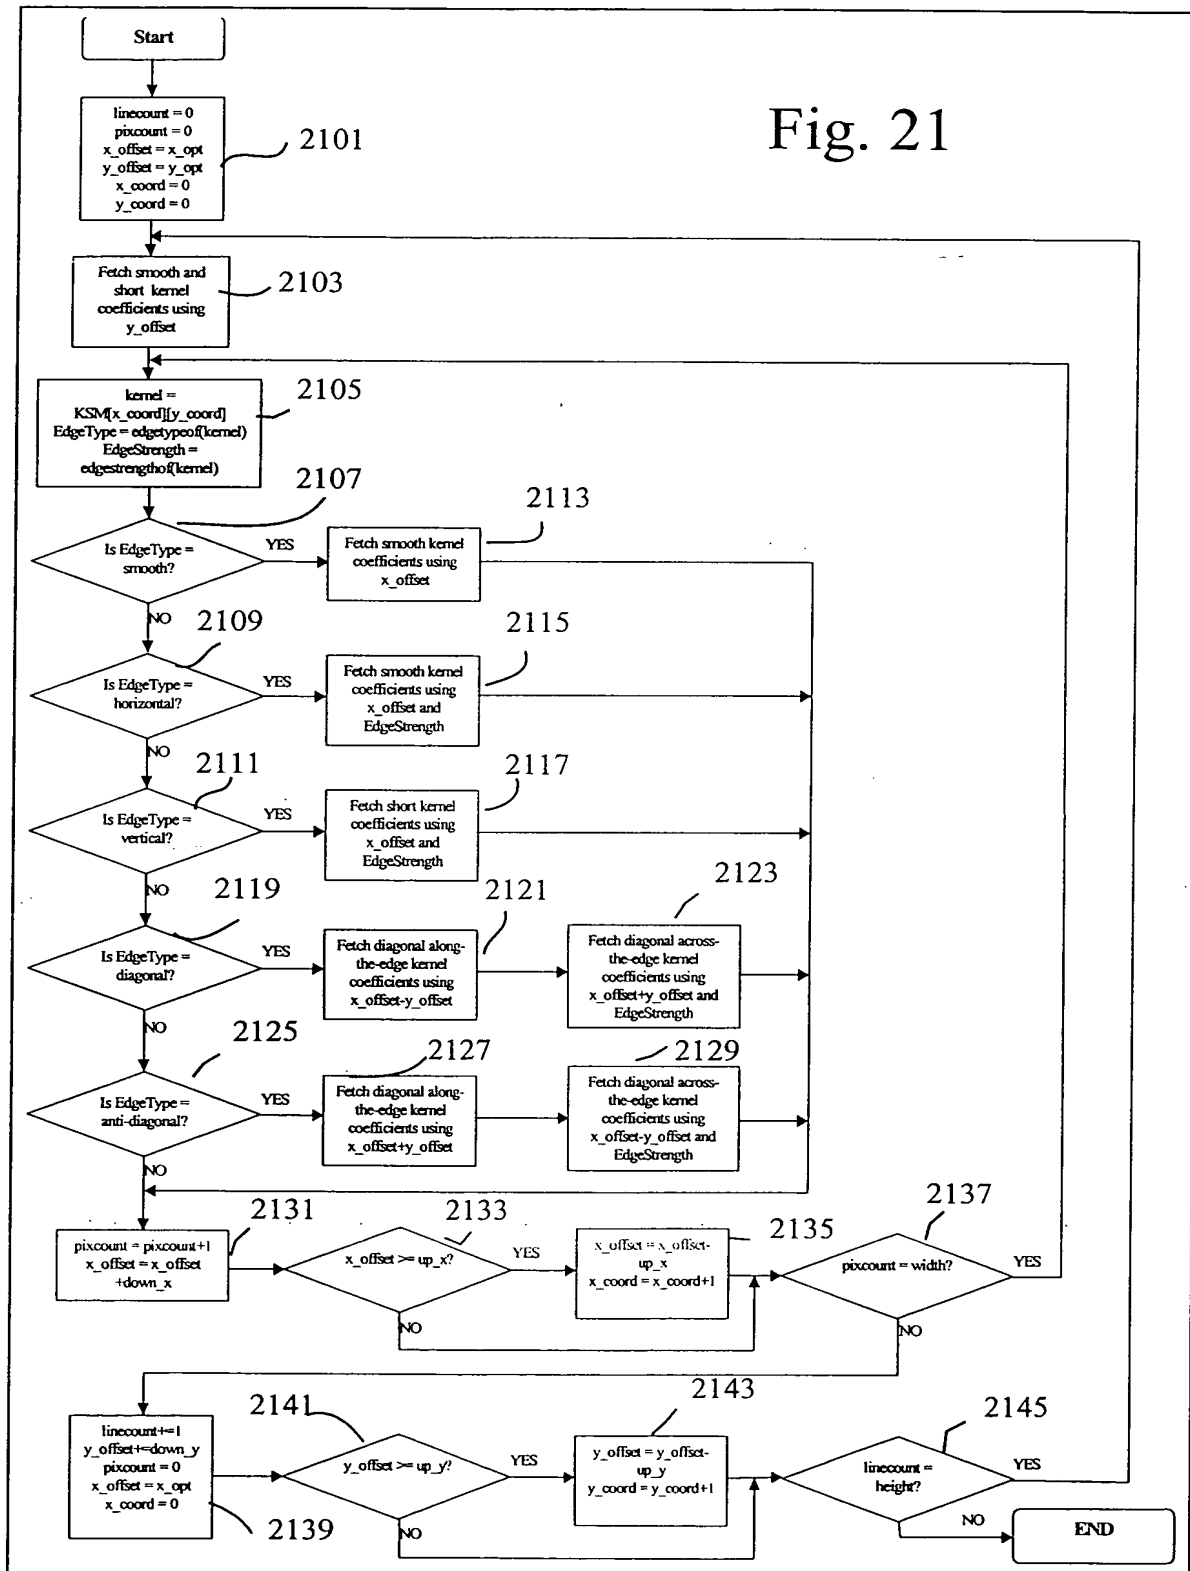 Start
Fig. 21
linecount = 0
pixcount = 0
x_offset = x_opt
y_offset = y_opt
x_coord = 0
y_coord = 0
2101
Fetch smooth and
short kernel
coefficients using
y_offset
2103
kernel =
KSM[x_coord][y_coord]
EdgeType = edgetypeof(kernel)
EdgeStrength =
edgestrengthof(kernel)
2105
2107
Is EdgeType =
smooth?
YES
NO
2113
Fetch smooth kernel
coefficients using
x_offset
2109
Is EdgeType =
horizontal?
YES
NO
2115
Fetch smooth kernel
coefficients using
x_offset and
EdgeStrength
2111
Is EdgeType =
vertical?
YES
NO
2117
Fetch short kernel
coefficients using
x_offset and
EdgeStrength
2119
Is EdgeType =
diagonal?
YES
NO
2121
Fetch diagonal along-
the-edge kernel
coefficients using
x_offset-y_offset
2123
Fetch diagonal across-
the-edge kernel
coefficients using
x_offset+y_offset and
EdgeStrength
2125
Is EdgeType =
anti-diagonal?
YES
NO
2127
Fetch diagonal along-
the-edge kernel
coefficients using
x_offset+y_offset
2129
Fetch diagonal across-
the-edge kernel
coefficients using
x_offset-y_offset and
EdgeStrength
2131
pixcount = pixcount+1
x_offset = x_offset
+down_x
2133
x_offset >= up_x?
YES
NO
2135
x_offset = x_offset-
up_x
x_coord = x_coord+1
2137
pixcount = width?
YES
NO
linecount+=1
y_offset+=down_y
pixcount = 0
x_offset = x_opt
x_coord = 0
2139
2141
y_offset >= up_y?
YES
NO
2143
y_offset = y_offset-
up_y
y_coord = y_coord+1
2145
linecount =
height?
YES
NO
END